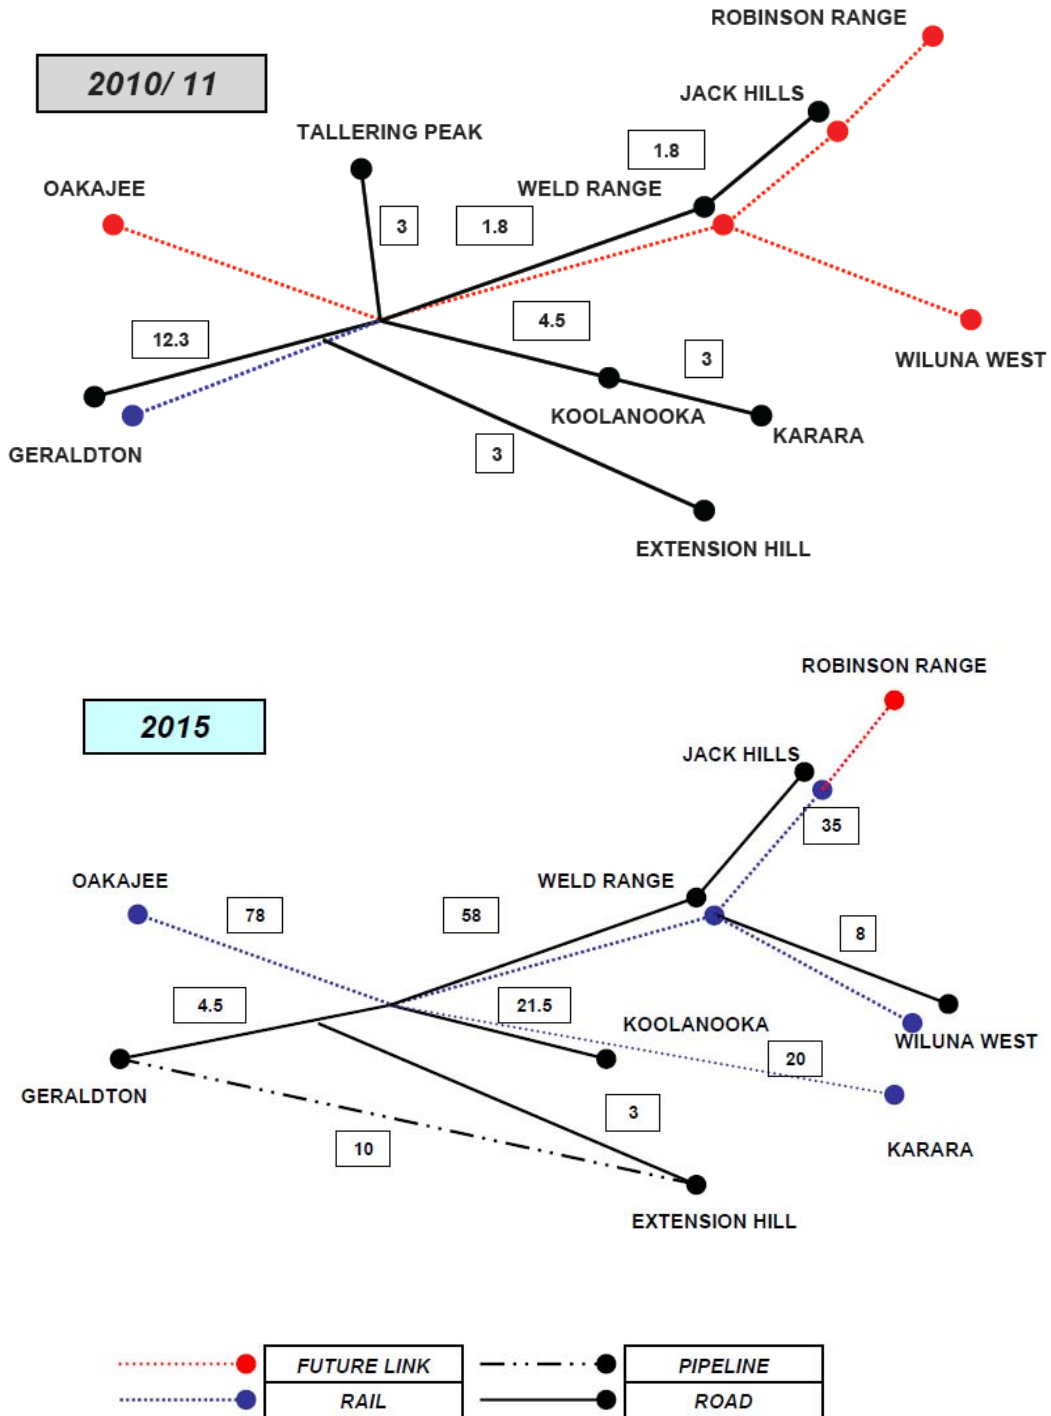 ROBINSON RANGE
2010/ 11
JACK HILLS
TALLERING PEAK
1.8
OAKAJEE
WELD RANGE
3
1.8
4.5
12.3
3
WILUNA WEST
KOOLANOOKA
KARARA
GERALDTON
3
EXTENSION HILL
ROBINSON RANGE
2015
JACK HILLS
35
OAKAJEE
WELD RANGE
78
58
8
4.5
21.5
KOOLANOOKA
WILUNA WEST
20
GERALDTON
3
10
KARARA
EXTENSION HILL
FUTURE LINK
PIPELINE
RAIL
ROAD